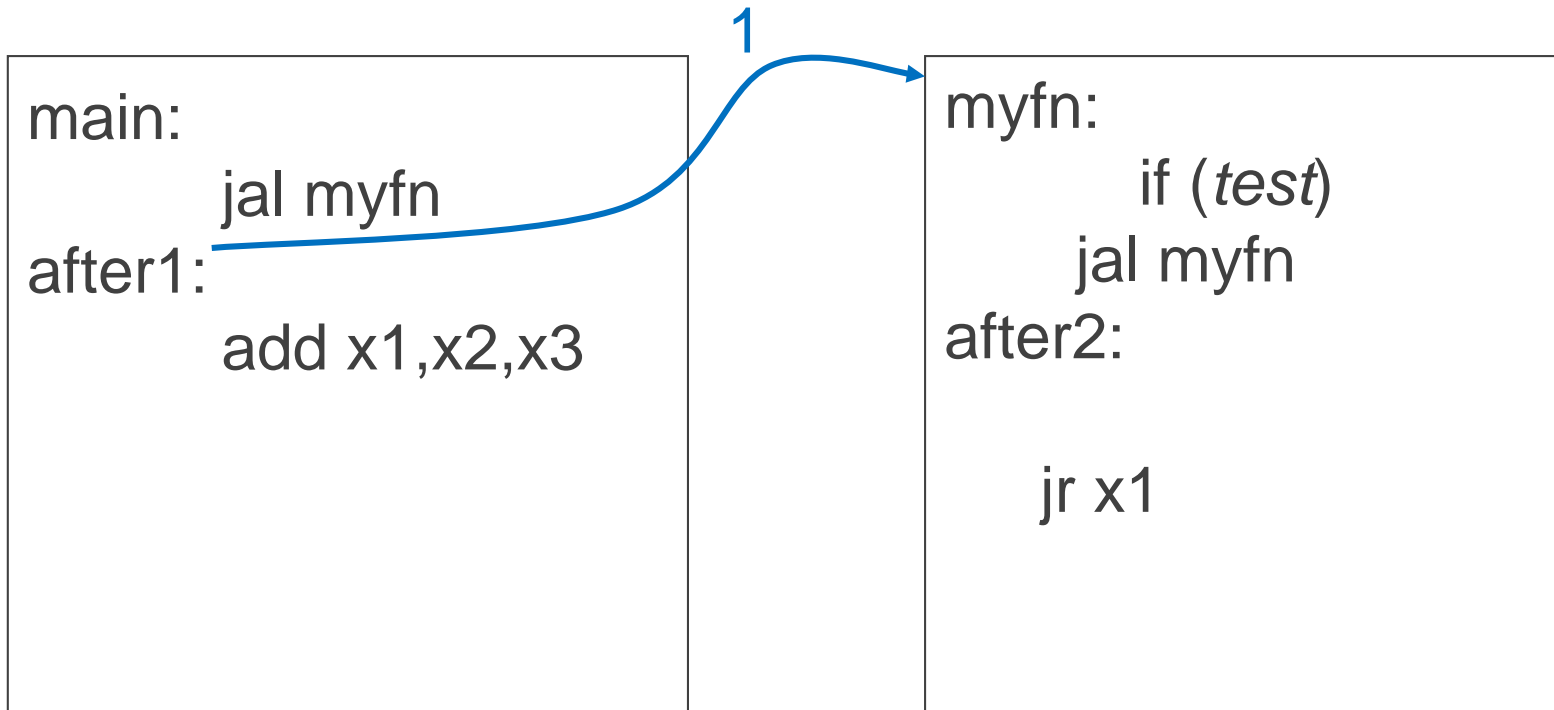 1
main:
jal myfn
after1:
add x1,x2,x3
myfn:
if (test)
jal myfn
after2:
jr x1